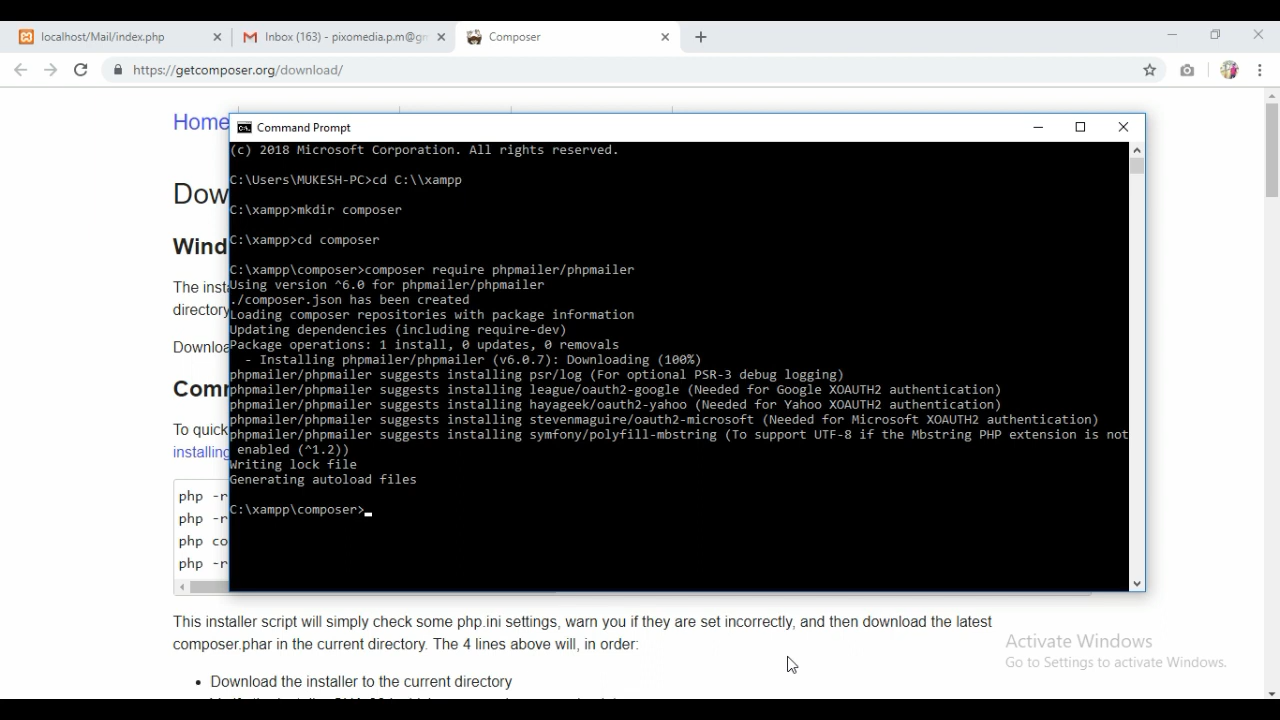 localhost/Mail/index.php
Inbox (163) - pixomedia.p.m@gm
Composer
https://getcomposer.org/download/
Home
Command Prompt
(c) 2018 Microsoft Corporation. All rights reserved.
C:\Users\MUKESH-PC>cd C:\\xampp
C:\xampp>mkdir composer
C:\xampp>cd composer
C:\xampp\composer>composer require phpmailer/phpmailer
Using version ^6.0 for phpmailer/phpmailer
./composer.json has been created
Loading composer repositories with package information
Updating dependencies (including require-dev)
Package operations: 1 install, 0 updates, 0 removals
- Installing phpmailer/phpmailer (v6.0.7): Downloading (100%)
phpmailer/phpmailer suggests installing psr/log (For optional PSR-3 debug logging)
phpmailer/phpmailer suggests installing league/oauth2-google (Needed for Google XOAUTH2 authentication)
phpmailer/phpmailer suggests installing hayageek/oauth2-yahoo (Needed for Yahoo XOAUTH2 authentication)
phpmailer/phpmailer suggests installing stevenmaguire/oauth2-microsoft (Needed for Microsoft XOAUTH2 authentication)
phpmailer/phpmailer suggests installing symfony/polyfill-mbstring (To support UTF-8 if the Mbstring PHP extension is not
enabled (^1.2))
Writing lock file
Generating autoload files
C:\xampp\composer>
Dow
Wind
The inst
directory
Downloa
Comm
To quick
installing
php -r
php -r
php co
php -r
This installer script will simply check some php.ini settings, warn you if they are set incorrectly, and then download the latest
composer.phar in the current directory. The 4 lines above will, in order:
• Download the installer to the current directory
Activate Windows
Go to Settings to activate Windows.